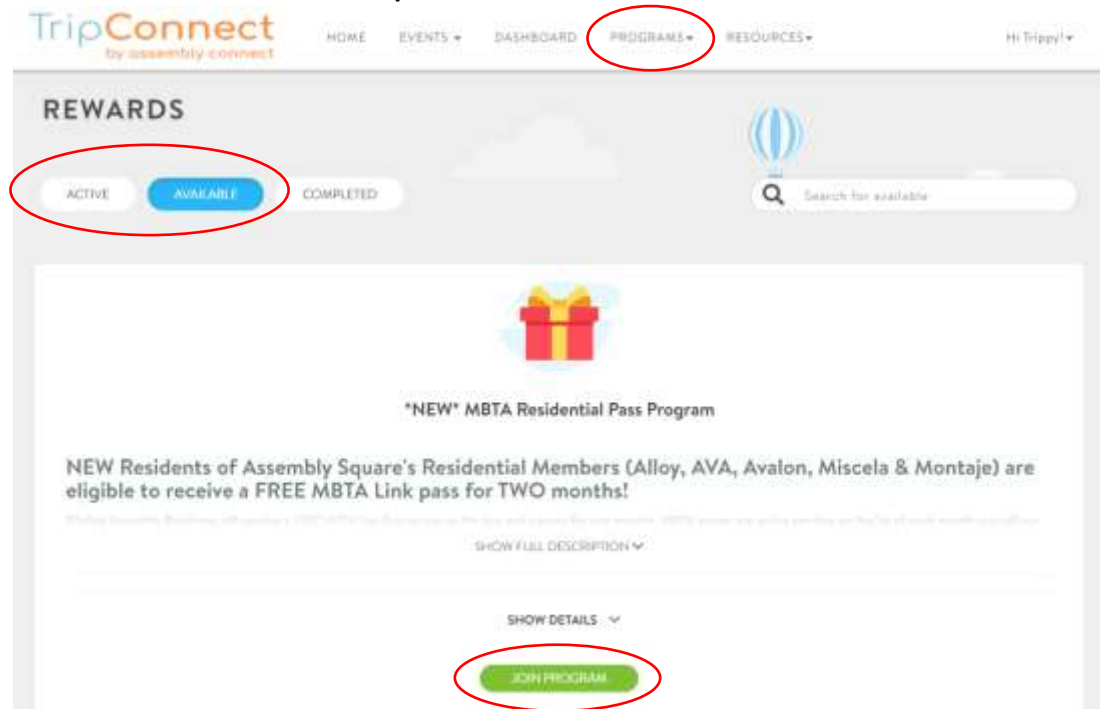 TripConnect
by assembly connect
HOME EVENTS DASHBOARD PROGRAMS RESOURCES Hi Trippy!
REWARDS
ACTIVE AVAILABLE COMPLETED
Search for available
*NEW* MBTA Residential Pass Program
NEW Residents of Assembly Square's Residential Members (Alloy, AVA, Avalon, Miscela & Montaje) are
eligible to receive a FREE MBTA Link pass for TWO months!
SHOW FULL DESCRIPTION
SHOW DETAILS
JOIN PROGRAM